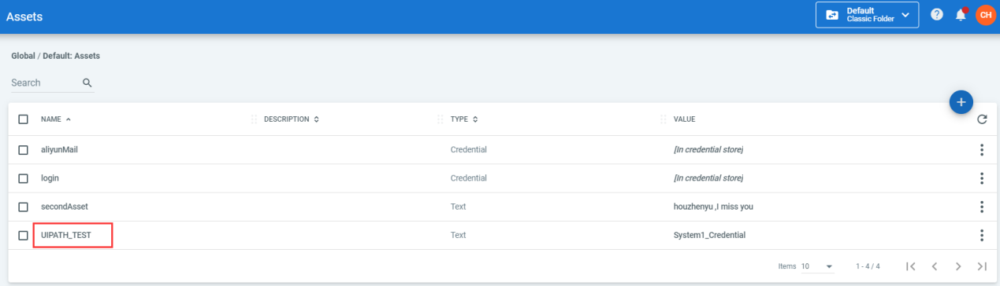 Assets
Default
Classic Folder
CH
Global / Default: Assets
Search
NAME DESCRIPTION TYPE VALUE
aliyunMail Credential [In credential store]
login Credential [In credential store]
secondAsset Text houzhenyu ,I miss you
UIPATH_TEST Text System1_Credential
Items 10 1 - 4 / 4